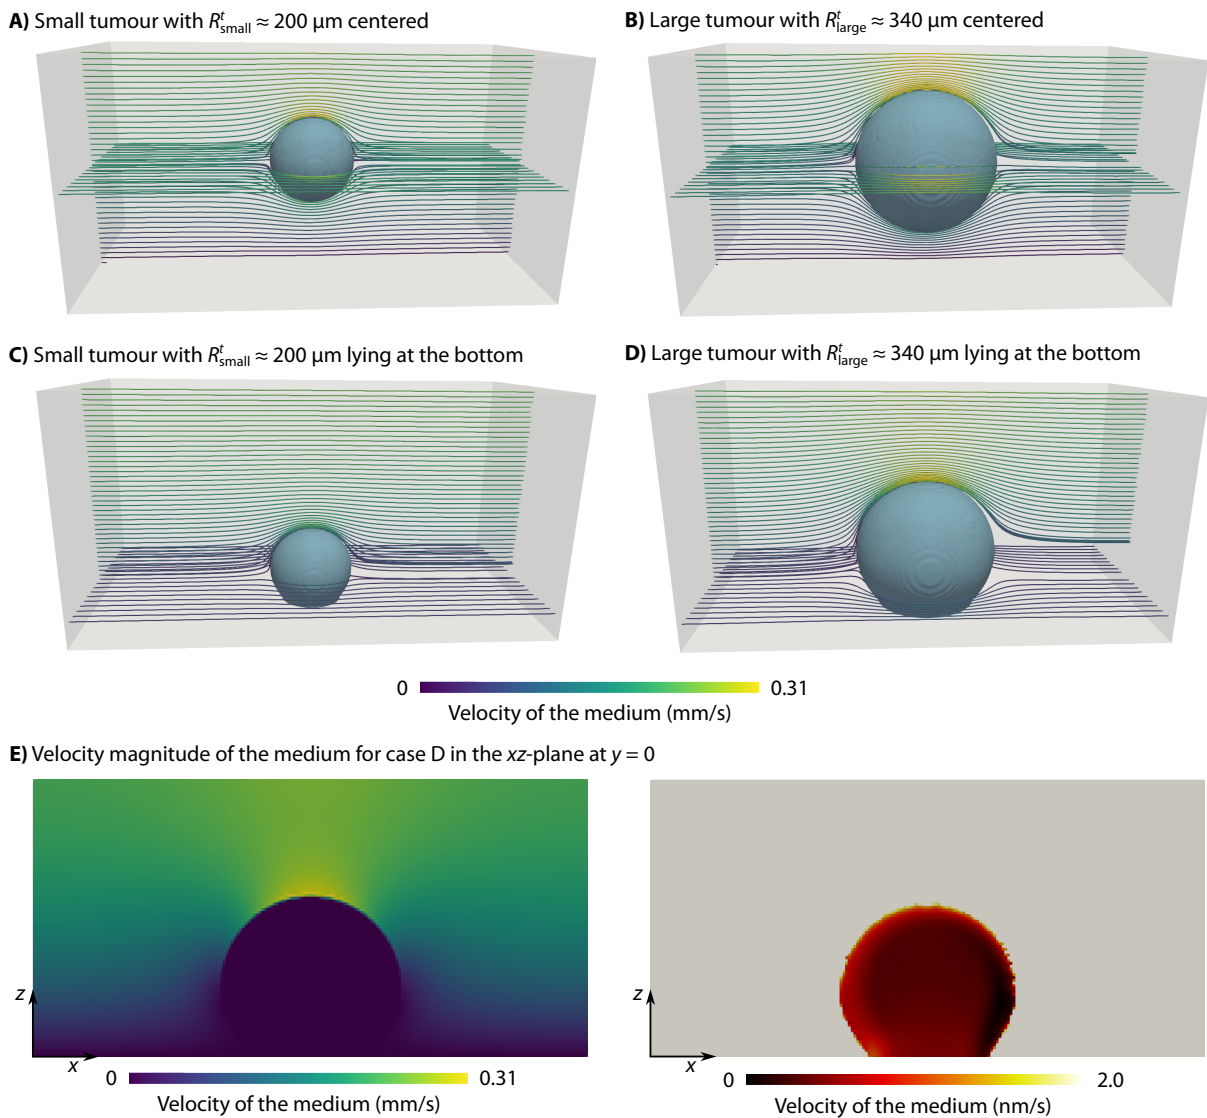 A) Small tumour with R^t_small ≈ 200 µm centered
B) Large tumour with R^t_large ≈ 340 µm centered
C) Small tumour with R^t_small ≈ 200 µm lying at the bottom
D) Large tumour with R^t_large ≈ 340 µm lying at the bottom
0 0.31
Velocity of the medium (mm/s)
E) Velocity magnitude of the medium for case D in the xz-plane at y = 0
z
x
0 0.31
Velocity of the medium (mm/s)
z
x
0 2.0
Velocity of the medium (nm/s)